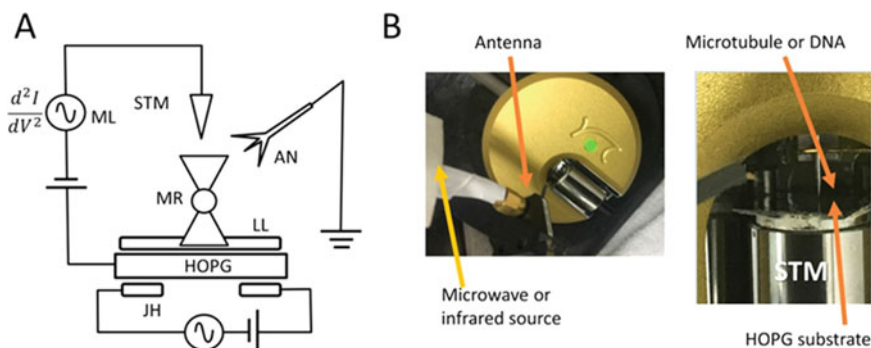 A
STM
d²I
dV²
ML
AN
MR
LL
HOPG
JH
B
Antenna
Microtubule or DNA
STM
Microwave or
infrared source
HOPG substrate